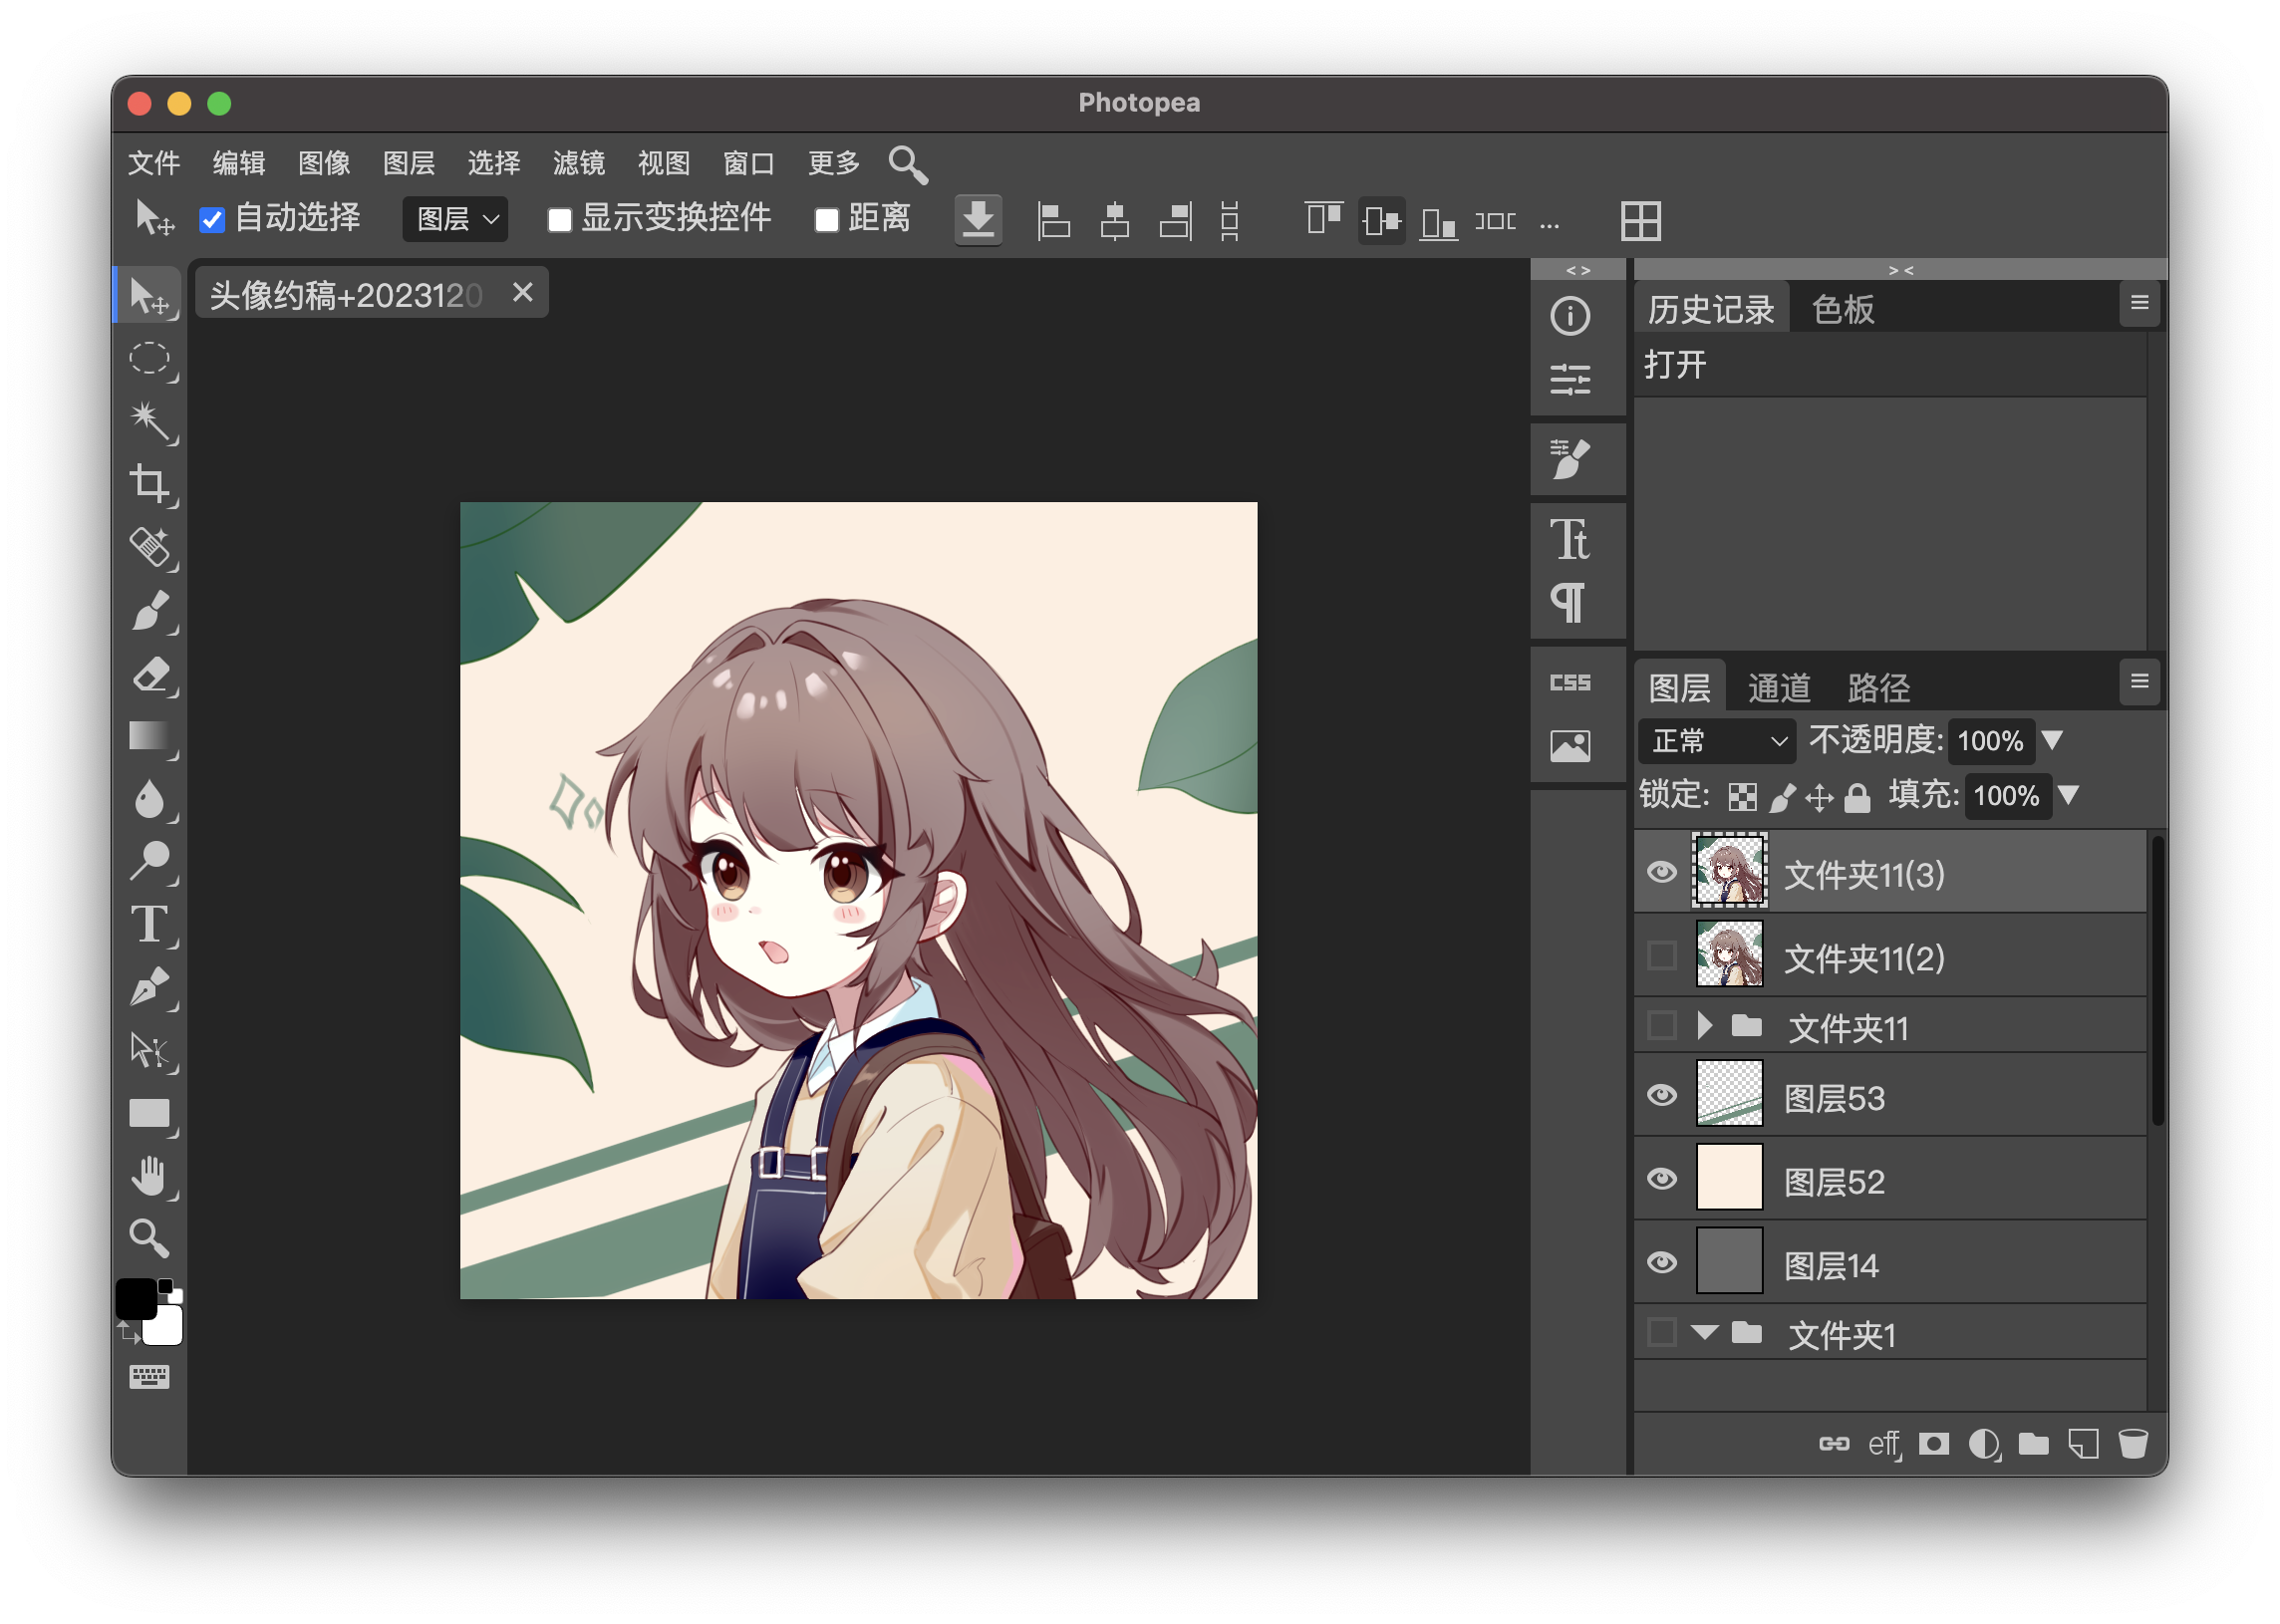 Photopea
文件 编辑 图像 图层 选择 滤镜 视图 窗口 更多
自动选择 图层 显示变换控件 距离 ...
头像约稿+2023120
< >
> <
历史记录 色板
打开
T
Tt
¶
CSS
图层 通道 路径
正常 不透明度: 100%
锁定: 填充: 100%
文件夹11(3)
文件夹11(2)
文件夹11
图层53
图层52
图层14
文件夹1
eff